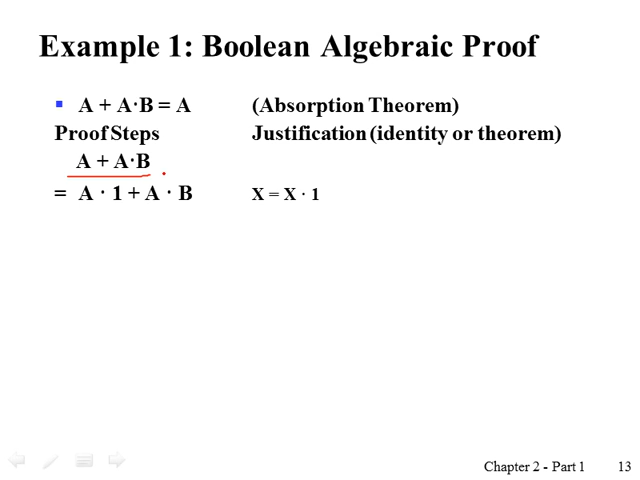 Example 1: Boolean Algebraic Proof
▪ A + A·B = A (Absorption Theorem)
Proof Steps Justification (identity or theorem)
A + A·B
= A · 1 + A · B X = X · 1
Chapter 2 - Part 1 13